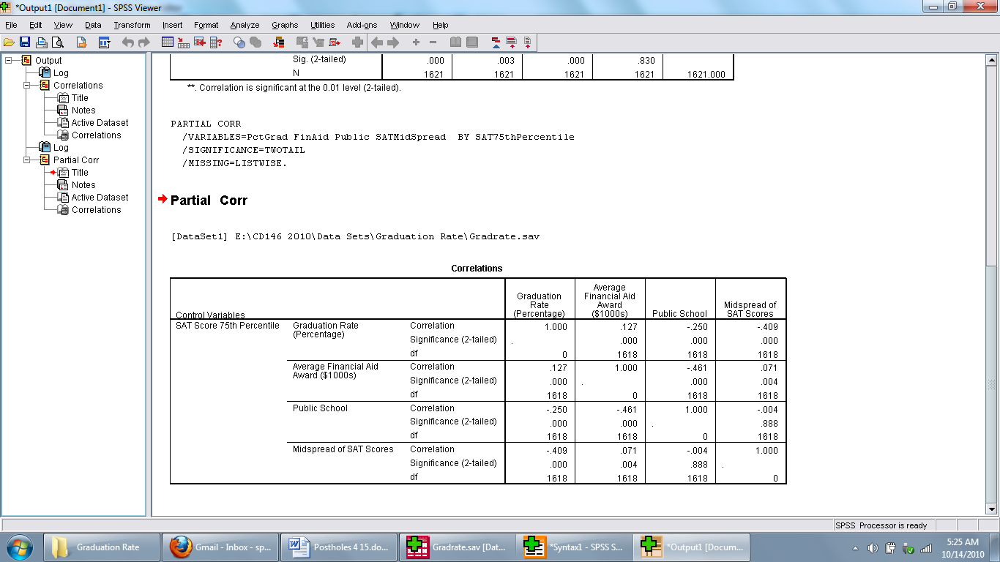 *Output1 [Document1] - SPSS Viewer
File Edit View Data Transform Insert Format Analyze Graphs Utilities Add-ons Window Help
Output
Log
Correlations
Title
Notes
Active Dataset
Correlations
Log
Partial Corr
Title
Notes
Active Dataset
Correlations
Sig. (2-tailed) .000 .003 .000 .830
N 1621 1621 1621 1621 1621.000
**. Correlation is significant at the 0.01 level (2-tailed).
PARTIAL CORR
/VARIABLES=PctGrad FinAid Public SATMidSpread BY SAT75thPercentile
/SIGNIFICANCE=TWOTAIL
/MISSING=LISTWISE.
Partial Corr
[DataSet1] E:\CD146 2010\Data Sets\Graduation Rate\Gradrate.sav
Correlations
Control Variables
Graduation Rate (Percentage)
Average Financial Aid Award ($1000s)
Public School
Midspread of SAT Scores
SAT Score 75th Percentile
Graduation Rate (Percentage)
Correlation 1.000 .127 -.250 -.409
Significance (2-tailed) . .000 .000 .000
df 0 1618 1618 1618
Average Financial Aid Award ($1000s)
Correlation .127 1.000 -.461 .071
Significance (2-tailed) .000 . .000 .004
df 1618 0 1618 1618
Public School
Correlation -.250 -.461 1.000 -.004
Significance (2-tailed) .000 .000 . .888
df 1618 1618 0 1618
Midspread of SAT Scores
Correlation -.409 .071 -.004 1.000
Significance (2-tailed) .000 .004 .888 .
df 1618 1618 1618 0
SPSS Processor is ready
Graduation Rate
Gmail - Inbox - sp...
Postholes 4 15.do...
Gradrate.sav [Dat...
*Syntax1 - SPSS S...
*Output1 [Docum...
5:25 AM
10/14/2010